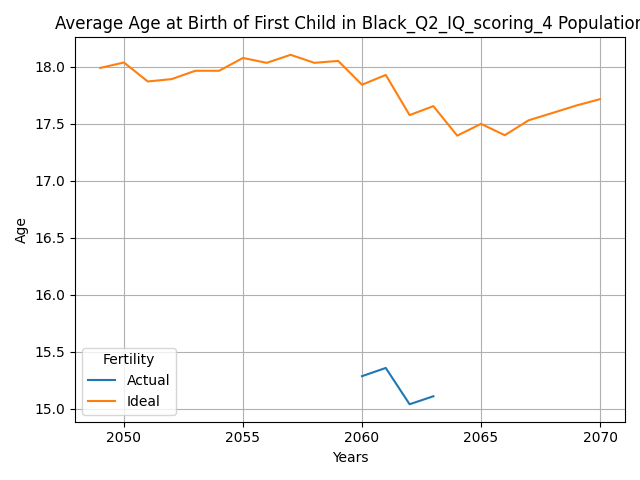 Average Age at Birth of First Child in Black_Q2_IQ_scoring_4 Population
18.0
17.5
17.0
16.5
16.0
15.5
15.0
Age
Fertility
Actual
Ideal
2050 2055 2060 2065 2070
Years